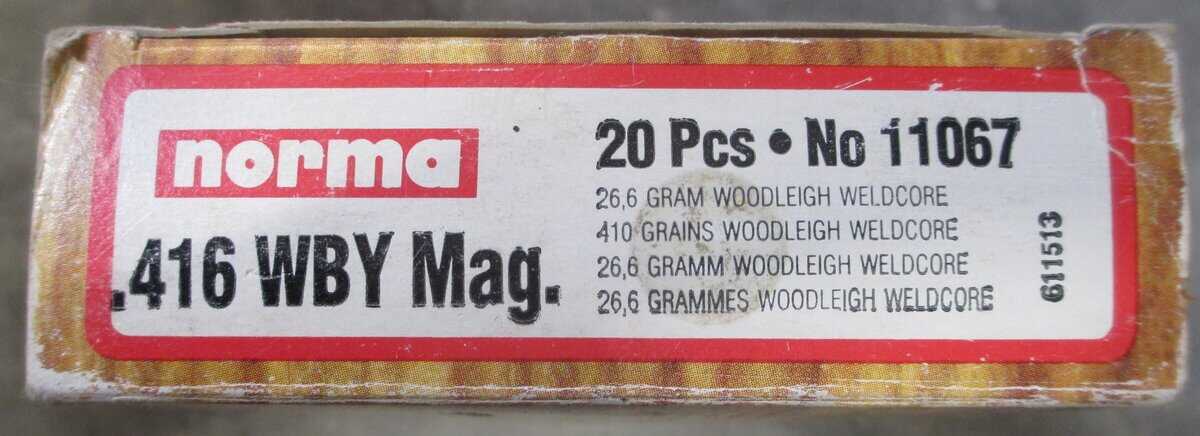 norma
.416 WBY Mag.
20 Pcs • No 11067
26,6 GRAM WOODLEIGH WELDCORE
410 GRAINS WOODLEIGH WELDCORE
26,6 GRAMM WOODLEIGH WELDCORE
26,6 GRAMMES WOODLEIGH WELDCORE
611513